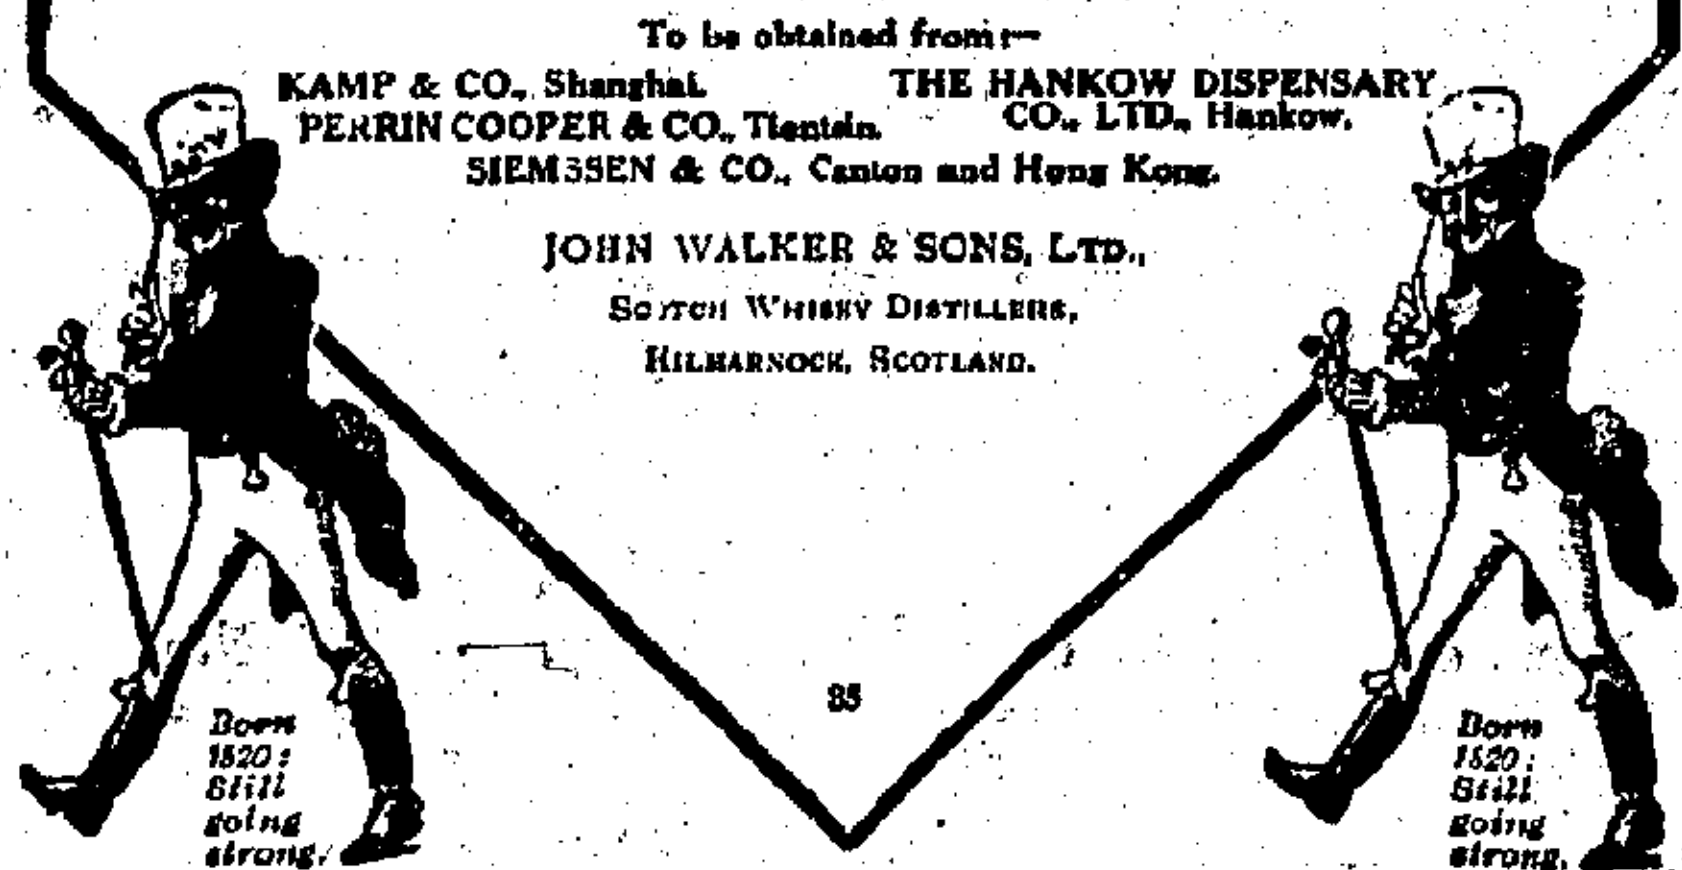 To be obtained from:—
KAMP & CO., Shanghai.
PERRIN COOPER & CO., Tientsin.
THE HANKOW DISPENSARY
CO., LTD., Hankow.
SIEMSSEN & CO., Canton and Hong Kong.
JOHN WALKER & SONS, LTD.,
SCOTCH WHISKY DISTILLERS,
KILMARNOCK, SCOTLAND.
85
Born
1820:
Still
going
strong.
Born
1820:
Still
going
strong.